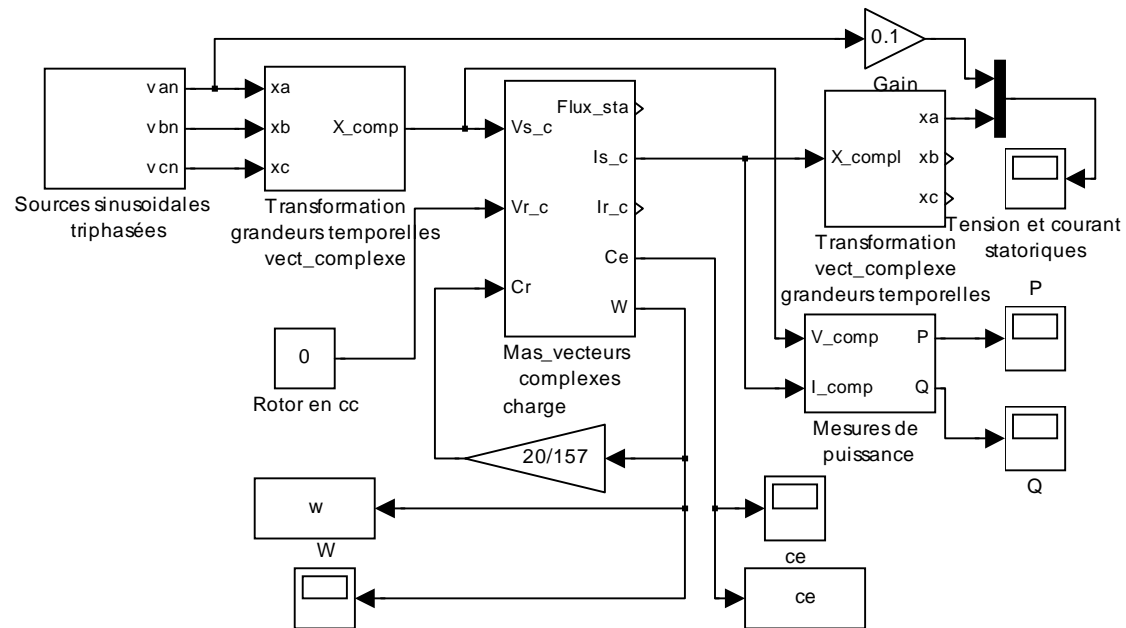 0.1
Gain
van
vbn
vcn
Sources sinusoidales
triphasées
xa
xb
xc
X_comp
Transformation
grandeurs temporelles
vect_complexe
Vs_c
Vr_c
Cr
Flux_sta
Is_c
Ir_c
Ce
W
Mas_vecteurs
complexes
X_compl
xa
xb
xc
Transformation
vect_complexe
grandeurs temporelles
Tension et courant
statoriques
0
Rotor en cc
V_comp
I_comp
P
Q
Mesures de
puissance
P
Q
charge
20/157
w
W
ce
ce